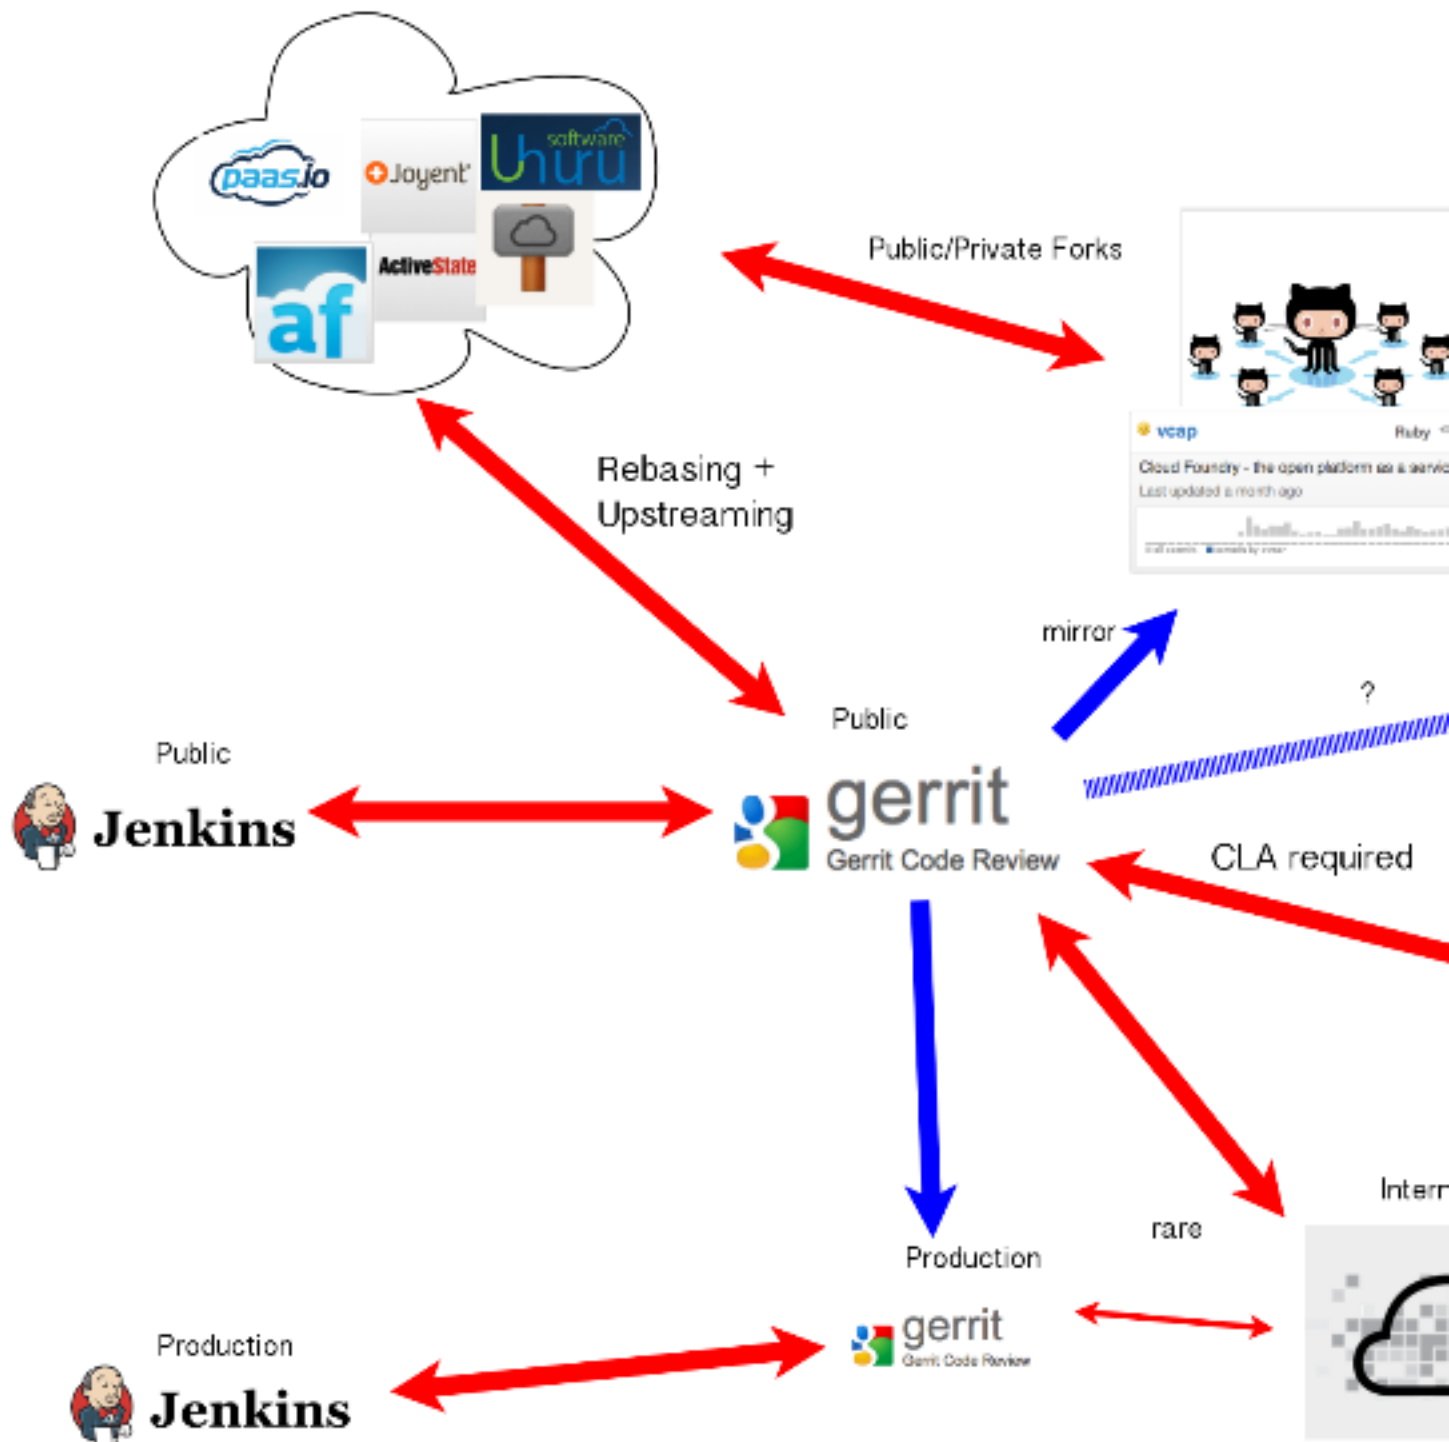 paas.io
Joyent
software
Uhuru
af
ActiveState
Public/Private Forks
vcap
Ruby
Cloud Foundry - the open platform as a servic
Last updated a month ago
Rebasing +
Upstreaming
mirror
?
Public
gerrit
Gerrit Code Review
CLA required
Public
Jenkins
Intern
rare
Production
gerrit
Gerrit Code Review
Production
Jenkins